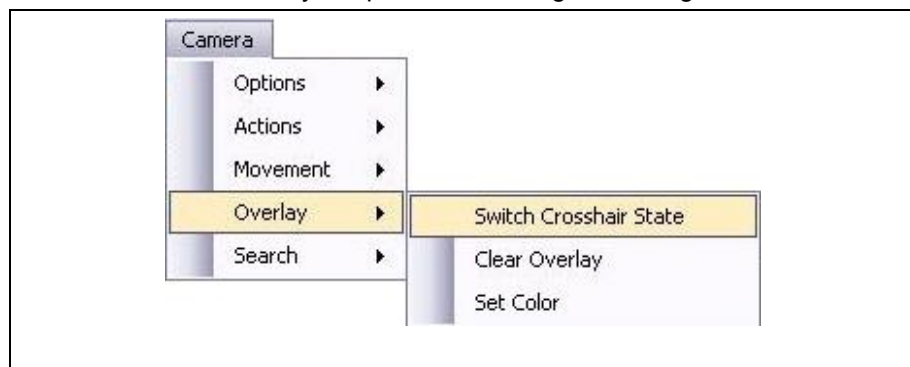 Camera
Options
Actions
Movement
Overlay
Search
Switch Crosshair State
Clear Overlay
Set Color